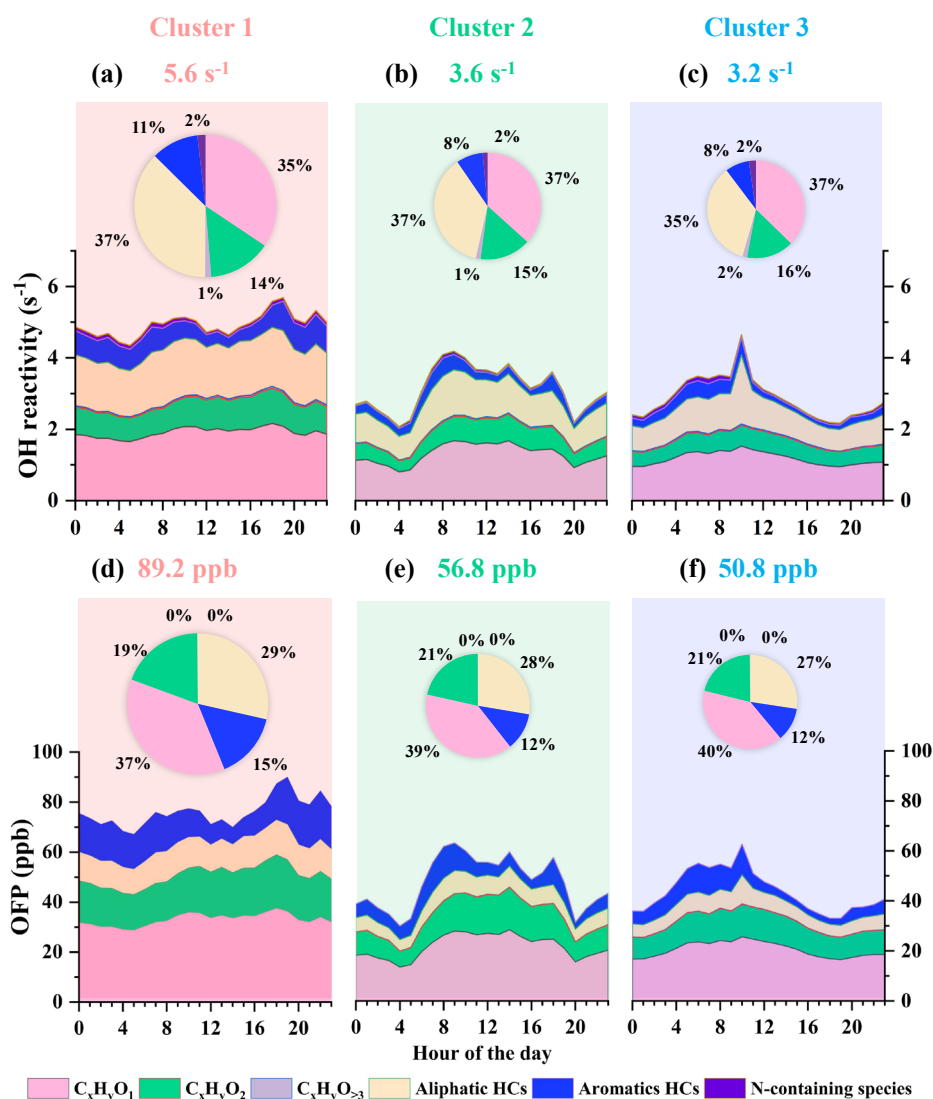 Cluster 1 Cluster 2 Cluster 3
(a) 5.6 s⁻¹ (b) 3.6 s⁻¹ (c) 3.2 s⁻¹
11% 2% 35% 37% 1% 14%
8% 2% 37% 37% 1% 15%
8% 2% 37% 35% 2% 16%
OH reactivity (s⁻¹)
6 4 2 0
6 4 2 0
0 4 8 12 16 20
0 4 8 12 16 20
0 4 8 12 16 20
(d) 89.2 ppb (e) 56.8 ppb (f) 50.8 ppb
0% 0% 19% 29% 37% 15%
0% 0% 21% 28% 39% 12%
0% 0% 21% 27% 40% 12%
OFP (ppb)
100 80 60 40 20 0
100 80 60 40 20 0
0 4 8 12 16 20
0 4 8 12 16 20
0 4 8 12 16 20
Hour of the day
CₓHᵧO₁ CₓHᵧO₂ CₓHᵧO>₃ Aliphatic HCs Aromatics HCs N-containing species